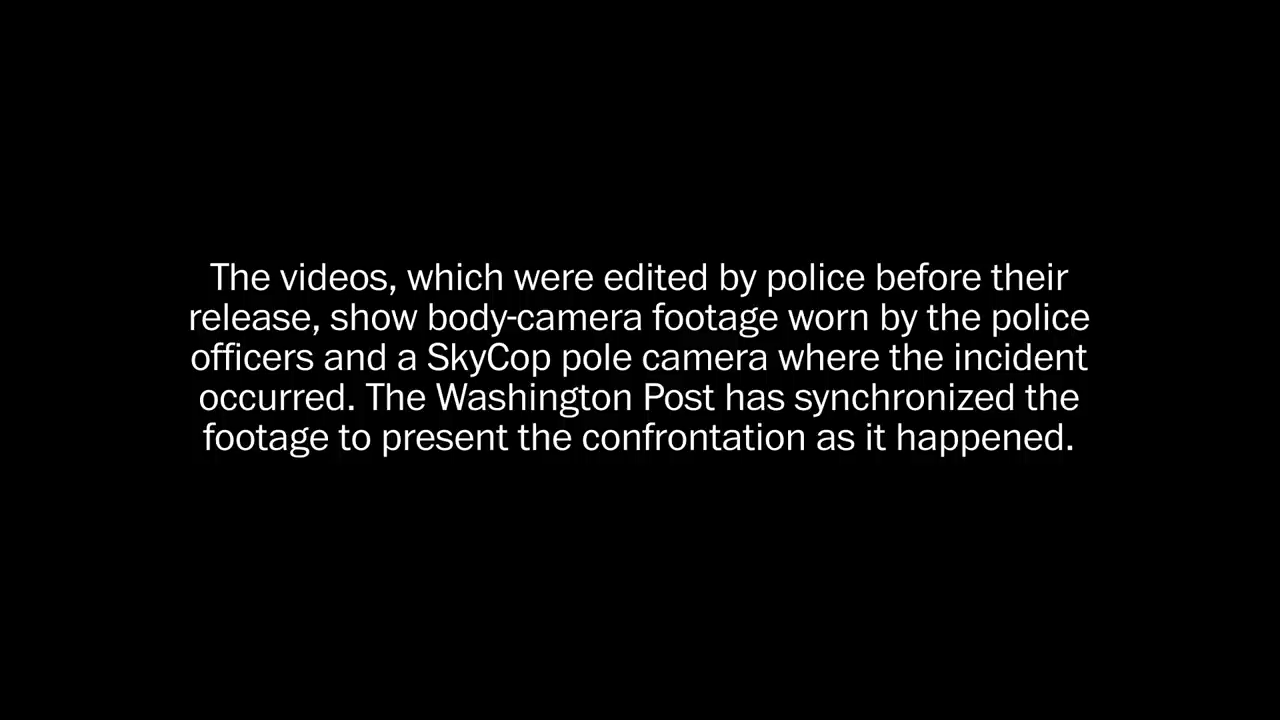 The videos, which were edited by police before their
release, show body-camera footage worn by the police
officers and a SkyCop pole camera where the incident
occurred. The Washington Post has synchronized the
footage to present the confrontation as it happened.